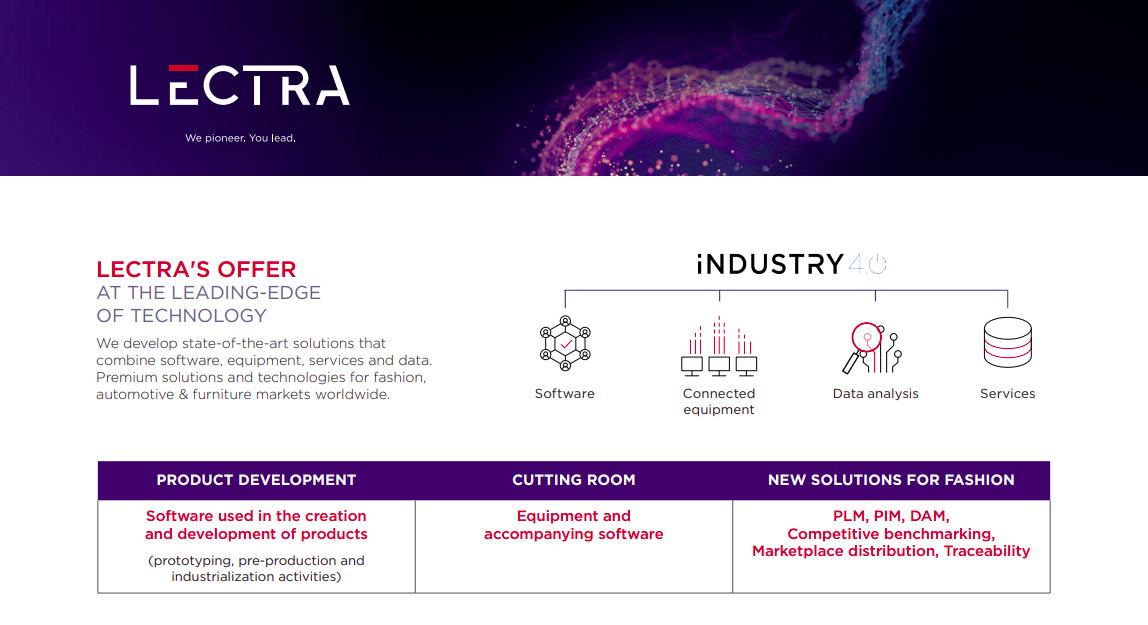 LECTRA
We pioneer. You lead.
LECTRA'S OFFER
AT THE LEADING-EDGE
OF TECHNOLOGY
We develop state-of-the-art solutions that
combine software, equipment, services and data.
Premium solutions and technologies for fashion,
automotive & furniture markets worldwide.
iNDUSTRY 4.0
Software
Connected
equipment
Data analysis
Services
PRODUCT DEVELOPMENT
Software used in the creation
and development of products
(prototyping, pre-production and
industrialization activities)
CUTTING ROOM
Equipment and
accompanying software
NEW SOLUTIONS FOR FASHION
PLM, PIM, DAM,
Competitive benchmarking,
Marketplace distribution, Traceability